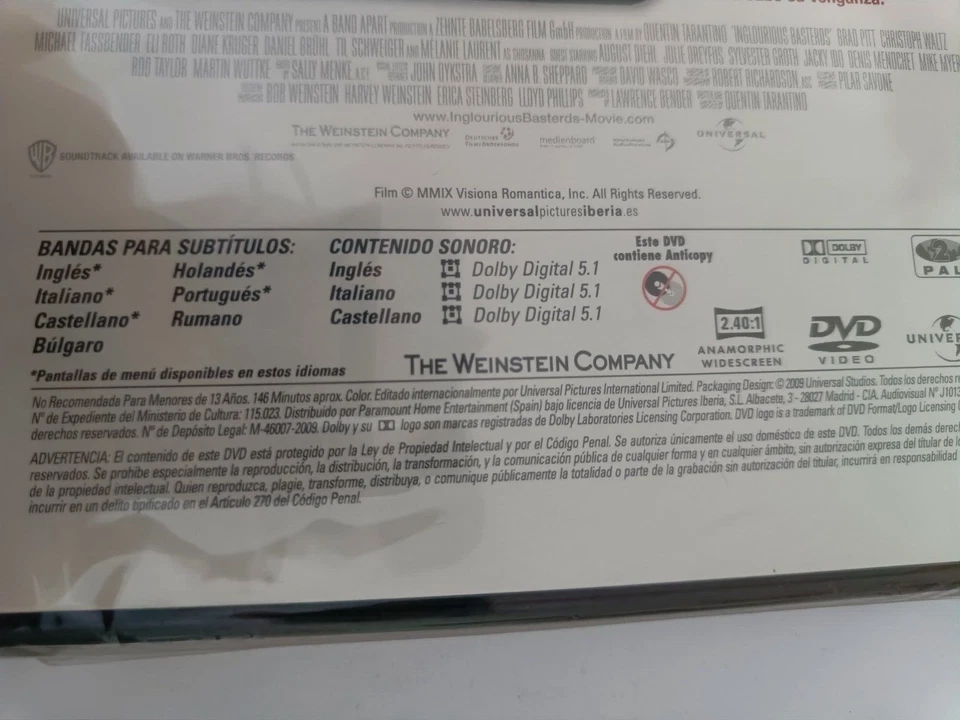 su venganza.
UNIVERSAL PICTURES AND THE WEINSTEIN COMPANY PRESENT A BAND APART PRODUCTION A ZEHNTE BABELSBERG FILM GmbH PRODUCTION A FILM BY QUENTIN TARANTINO "INGLOURIOUS BASTERDS" BRAD PITT CHRISTOPH WALTZ
MICHAEL FASSBENDER ELI ROTH DIANE KRUGER DANIEL BRÜHL TIL SCHWEIGER AND MÉLANIE LAURENT AS SHOSANNA GUEST STARRING AUGUST DIEHL JULIE DREYFUS SYLVESTER GROTH JACKY IDO DENIS MENOCHET MIKE MYER
ROD TAYLOR MARTIN WUTTKE SALLY MENKE A.C.E. JOHN DYKSTRA ANNA B. SHEPPARD DAVID WASCO ROBERT RICHARDSON ASC PILAR SAVONE
BOB WEINSTEIN HARVEY WEINSTEIN ERICA STEINBERG LLOYD PHILLIPS LAWRENCE BENDER QUENTIN TARANTINO
www.InglouriousBasterds-Movie.com
THE WEINSTEIN COMPANY medienboard UNIVERSAL
WB SOUNDTRACK AVAILABLE ON WARNER BROS. RECORDS
Film © MMIX Visiona Romantica, Inc. All Rights Reserved.
www.universalpicturesiberia.es
BANDAS PARA SUBTÍTULOS:
Inglés* Holandés*
Italiano* Portugués*
Castellano* Rumano
Búlgaro
*Pantallas de menú disponibles en estos idiomas
CONTENIDO SONORO:
Inglés Dolby Digital 5.1
Italiano Dolby Digital 5.1
Castellano Dolby Digital 5.1
THE WEINSTEIN COMPANY
Este DVD
contiene Anticopy
2.40:1
ANAMORPHIC
WIDESCREEN
DOLBY
DIGITAL
DVD
VIDEO
2
PAL
UNIVER
No Recomendada Para Menores de 13 Años. 146 Minutos aprox. Color. Editado internacionalmente por Universal Pictures International Limited. Packaging Design: © 2009 Universal Studios. Todos los derechos re
Nº de Expediente del Ministerio de Cultura: 115.023. Distribuido por Paramount Home Entertainment (Spain) bajo licencia de Universal Pictures Iberia, S.L. Albacete, 3 - 28027 Madrid - CIA. Audiovisual Nº J1013
derechos reservados. Nº de Depósito Legal: M-46007-2009. Dolby y su logo son marcas registradas de Dolby Laboratories Licensing Corporation. DVD logo is a trademark of DVD Format/Logo Licensing
ADVERTENCIA: El contenido de este DVD está protegido por la Ley de Propiedad Intelectual y por el Código Penal. Se autoriza únicamente el uso doméstico de este DVD. Todos los demás derech
reservados. Se prohibe especialmente la reproducción, la distribución, la transformación, y la comunicación pública de cualquier forma y en cualquier ámbito, sin autorización expresa del titular de lo
de la propiedad intelectual. Quien reproduzca, plagie, transforme, distribuya, o comunique públicamente la totalidad o parte de la grabación sin autorización del titular, incurrirá en responsabilidad
incurrir en un delito tipificado en el Artículo 270 del Código Penal.